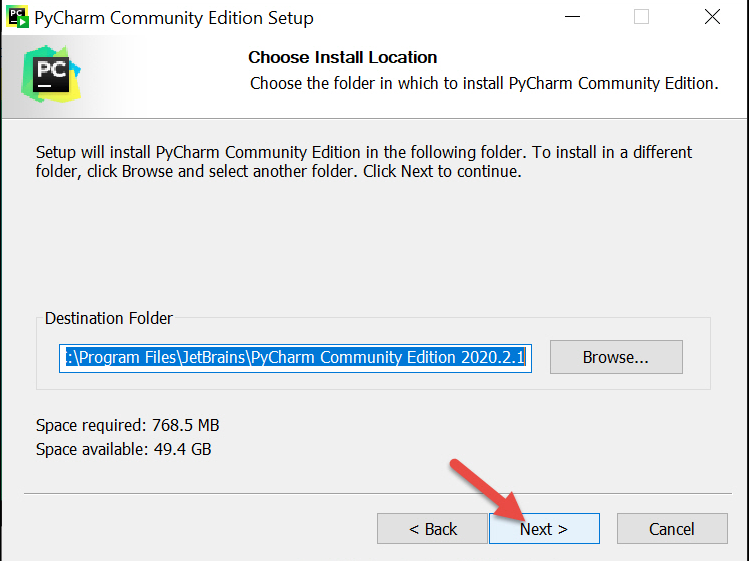 PC
PyCharm Community Edition Setup
PC
Choose Install Location
Choose the folder in which to install PyCharm Community Edition.
Setup will install PyCharm Community Edition in the following folder. To install in a different
folder, click Browse and select another folder. Click Next to continue.
Destination Folder
:\Program Files\JetBrains\PyCharm Community Edition 2020.2.1
Browse...
Space required: 768.5 MB
Space available: 49.4 GB
< Back
Next >
Cancel